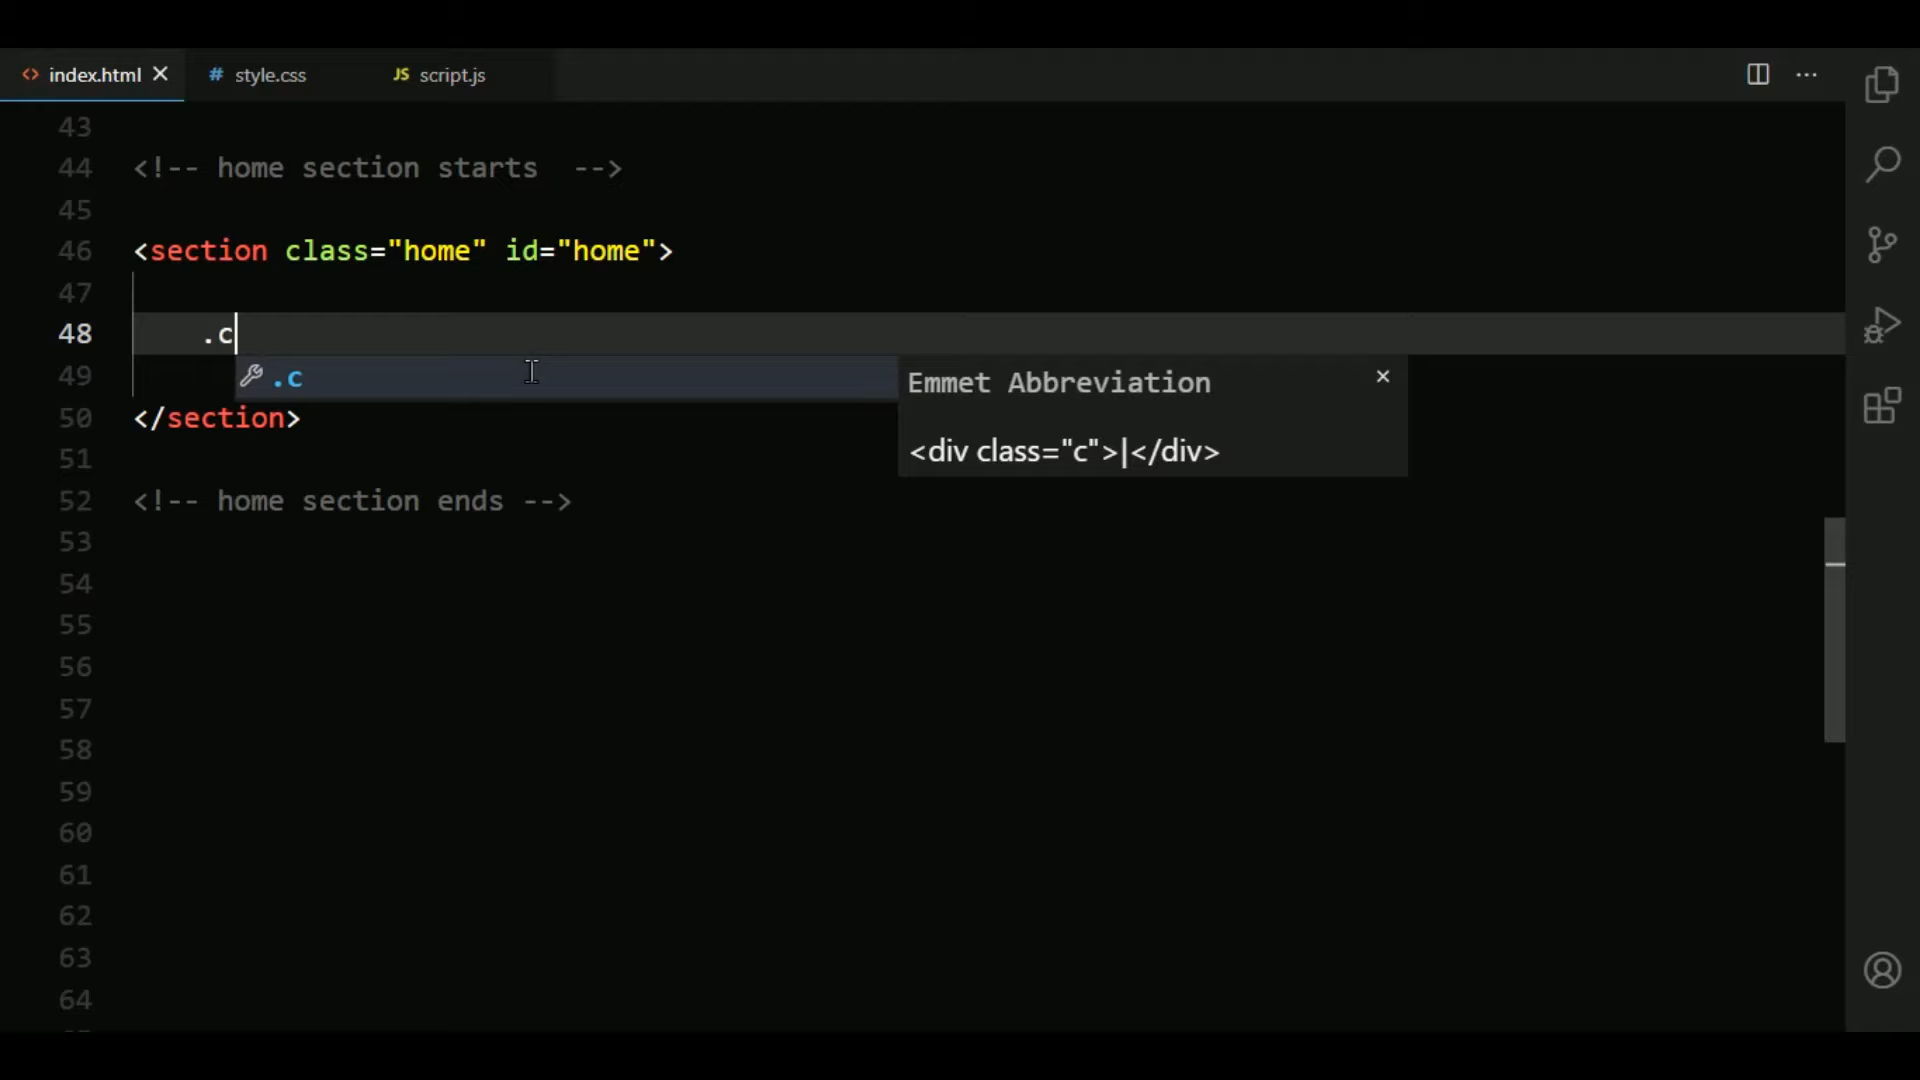 index.html style.css JS script.js
43
44 <!-- home section starts  -->
45
46 <section class="home" id="home">
47
48 .c
.c
Emmet Abbreviation
49
50 </section>
<div class="c">|</div>
51
52 <!-- home section ends -->
53
54
55
56
57
58
59
60
61
62
63
64